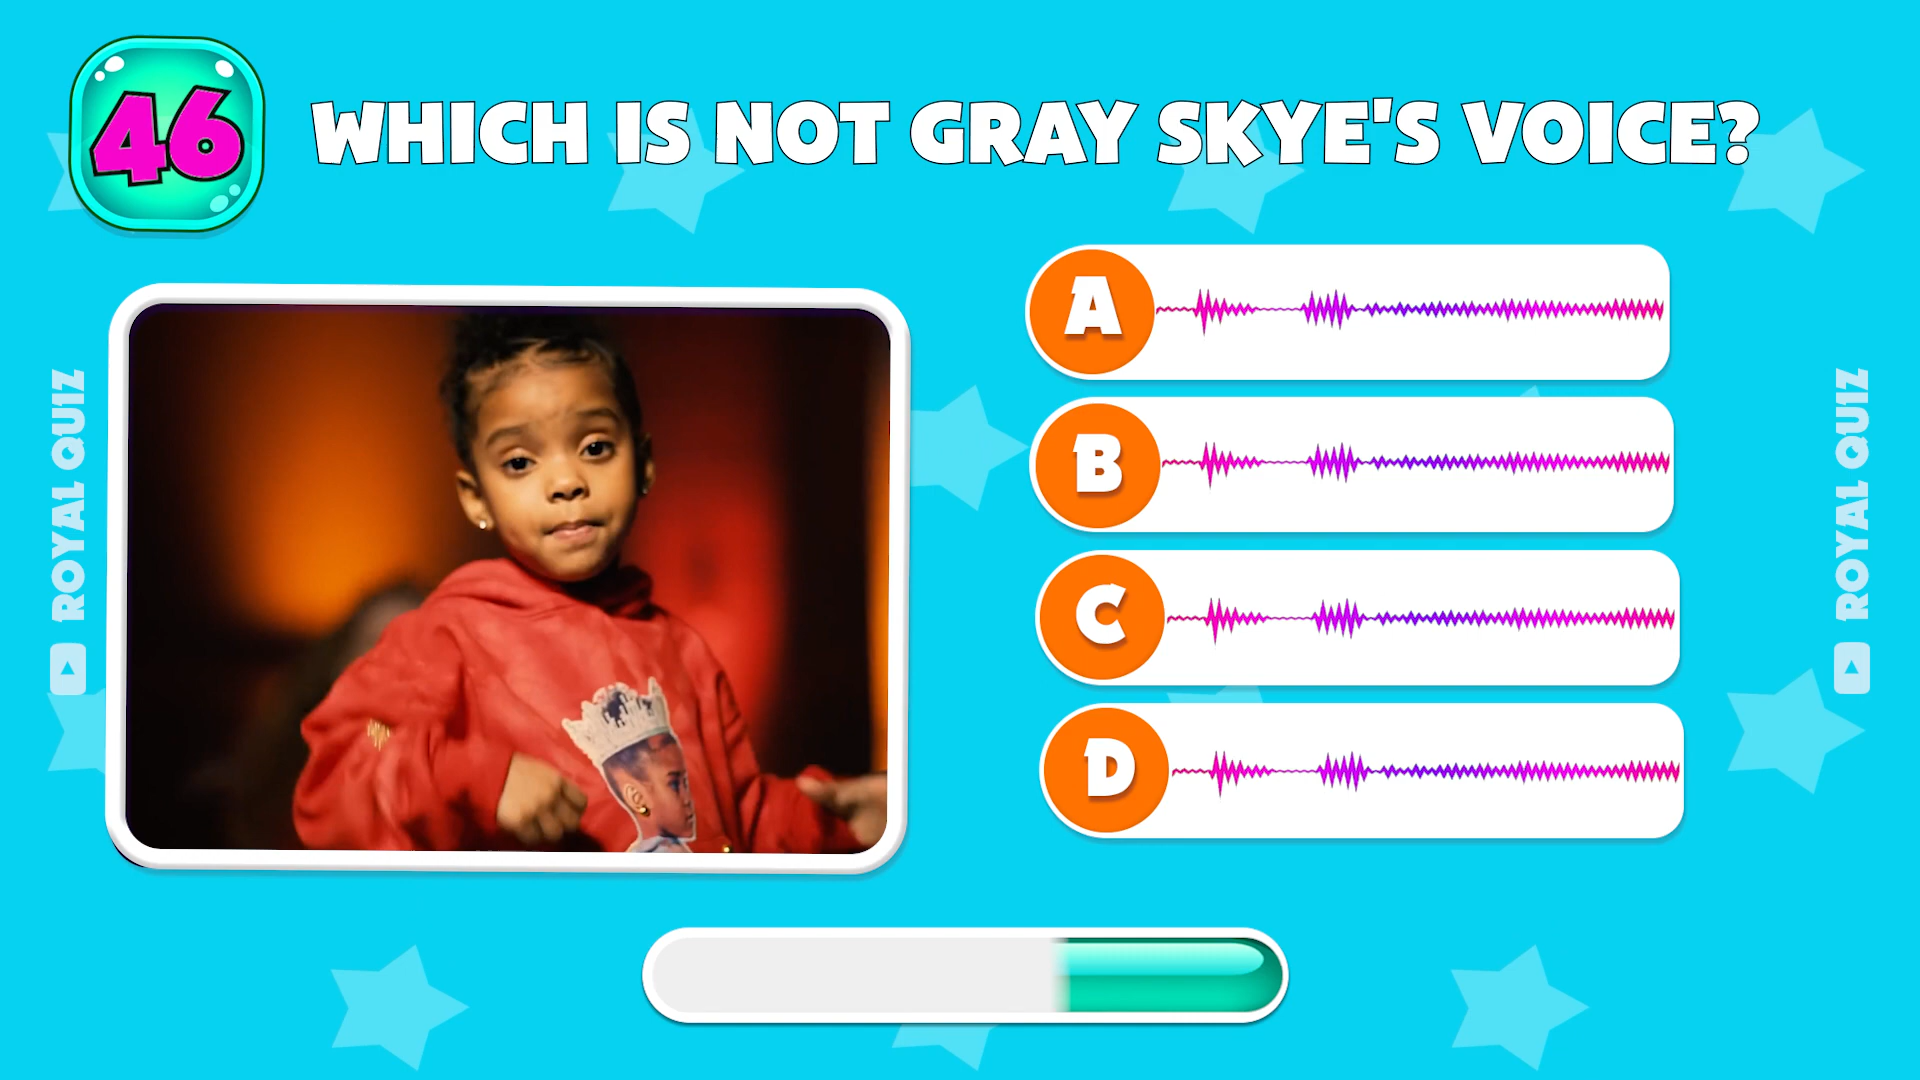 46
WHICH IS NOT GRAY SKYE'S VOICE?
A
B
C
D
ROYAL QUIZ
ROYAL QUIZ